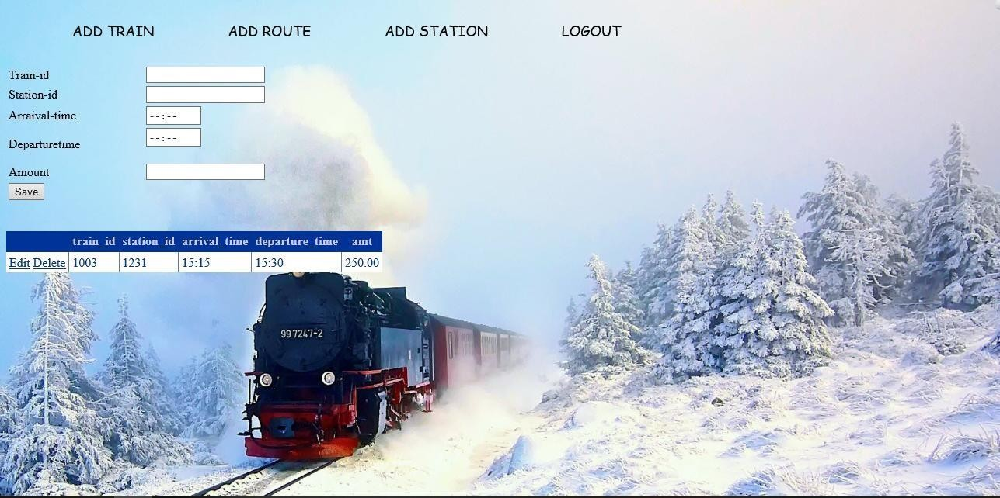 ADD TRAIN ADD ROUTE ADD STATION LOGOUT
Train-id
Station-id
Arraival-time --:--
Departuretime --:--
Amount
Save
train_id station_id arrival_time departure_time amt
Edit Delete 1003 1231 15:15 15:30 250.00
997247-2